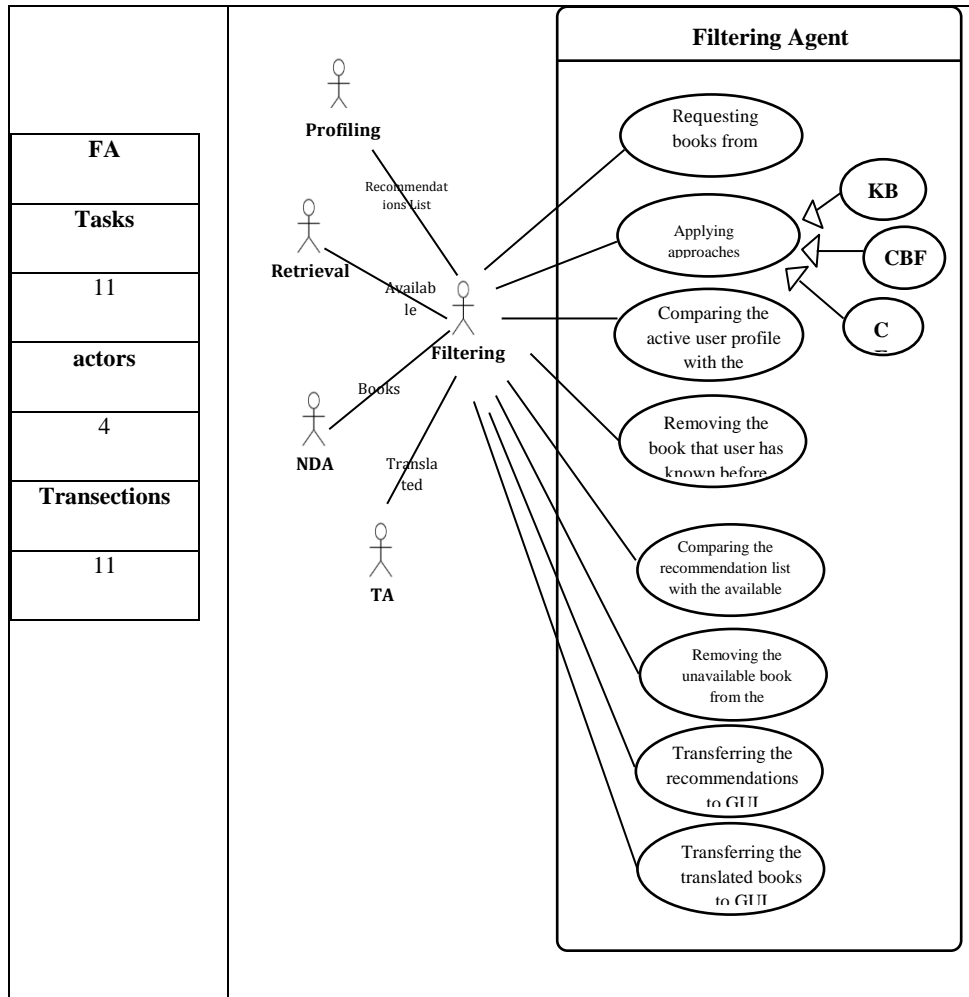 FA
Tasks
11
actors
4
Transections
11
Profiling
Recommendat
ions List
Retrieval
Availab
le
Filtering
Books
NDA
Transla
ted
TA
Filtering Agent
Requesting
books from
Applying
approaches
KB
CBF
C
Comparing the
active user profile
with the
Removing the
book that user has
known before
Comparing the
recommendation list
with the available
Removing the
unavailable book
from the
Transferring the
recommendations
to GUI
Transferring the
translated books
to GUI